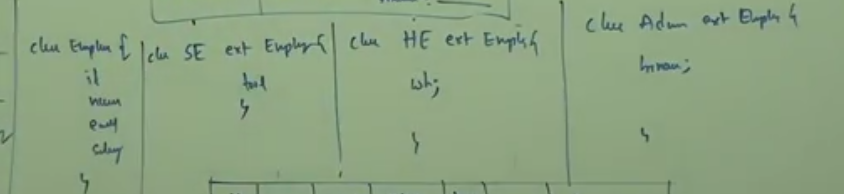 class Employee {
id
name
email
salary
}
class SE ext Employee {
tool
}
class HE ext Employee {
wh;
}
class Admin ext Employee {
}